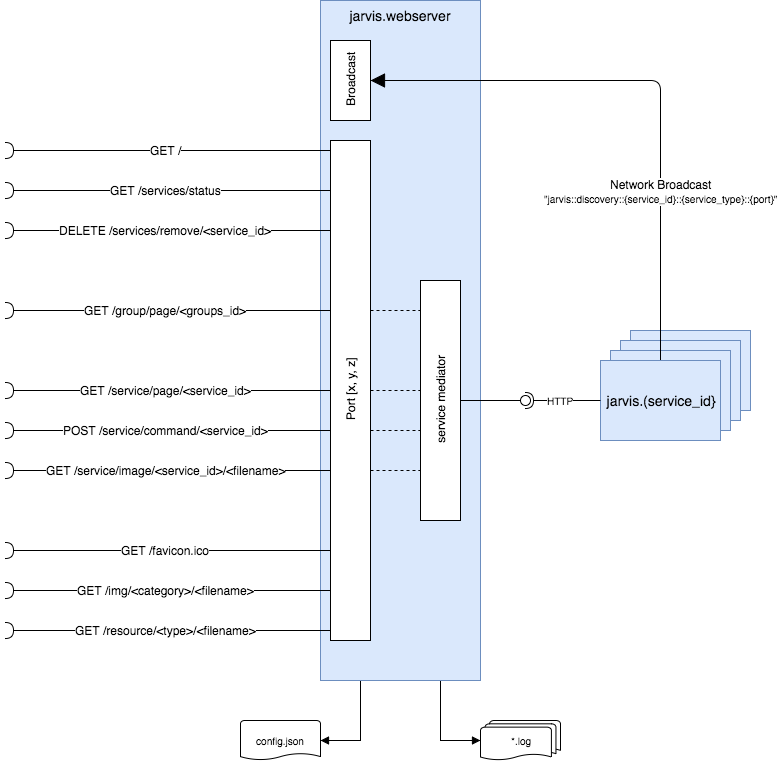 jarvis.webserver
Broadcast
GET /
GET /services/status
DELETE /services/remove/<service_id>
GET /group/page/<groups_id>
GET /service/page/<service_id>
POST /service/command/<service_id>
GET /service/image/<service_id>/<filename>
GET /favicon.ico
GET /img/<category>/<filename>
GET /resource/<type>/<filename>
Port [x, y, z]
service mediator
HTTP
Network Broadcast
"jarvis::discovery::{service_id}::{service_type}::{port}"
jarvis.(service_id}
config.json
*.log